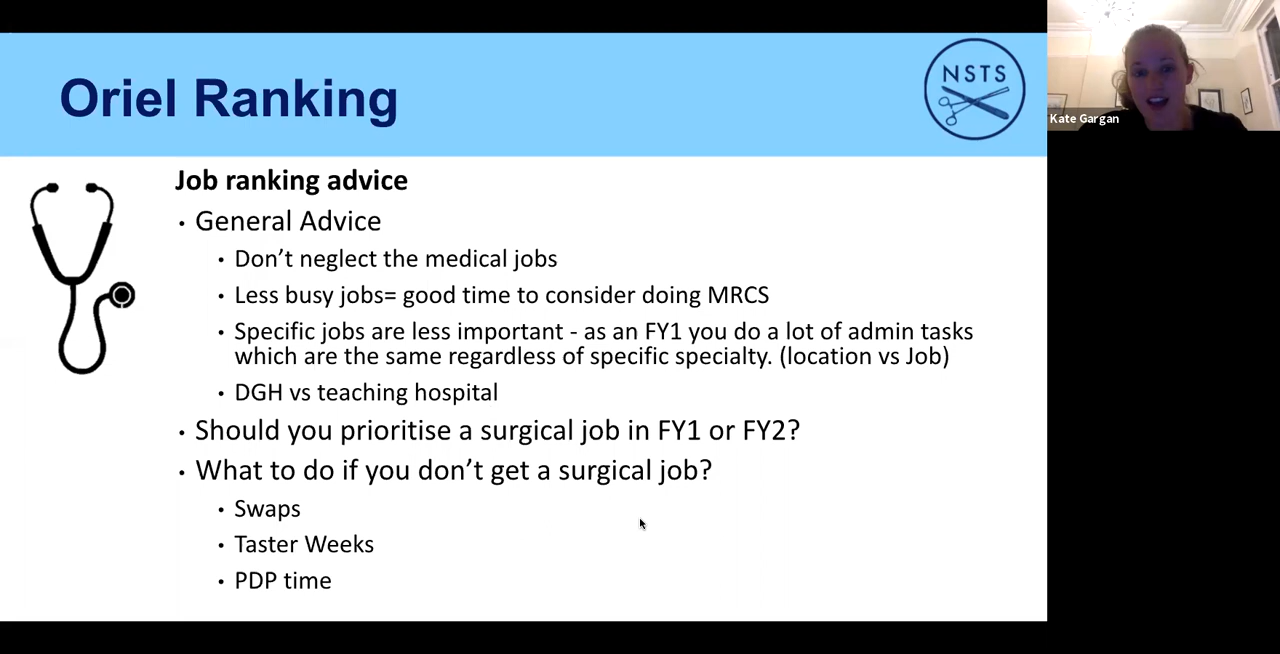 Oriel Ranking
NSTS
Kate Gargan
Job ranking advice
• General Advice
• Don’t neglect the medical jobs
• Less busy jobs= good time to consider doing MRCS
• Specific jobs are less important - as an FY1 you do a lot of admin tasks
which are the same regardless of specific specialty. (location vs Job)
• DGH vs teaching hospital
• Should you prioritise a surgical job in FY1 or FY2?
• What to do if you don’t get a surgical job?
• Swaps
• Taster Weeks
• PDP time